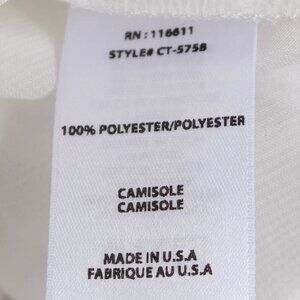 RN : 116611
STYLE# CT-5758
100% POLYESTER/POLYESTER
CAMISOLE
CAMISOLE
MADE IN U.S.A
FABRIQUE AU U.S.A